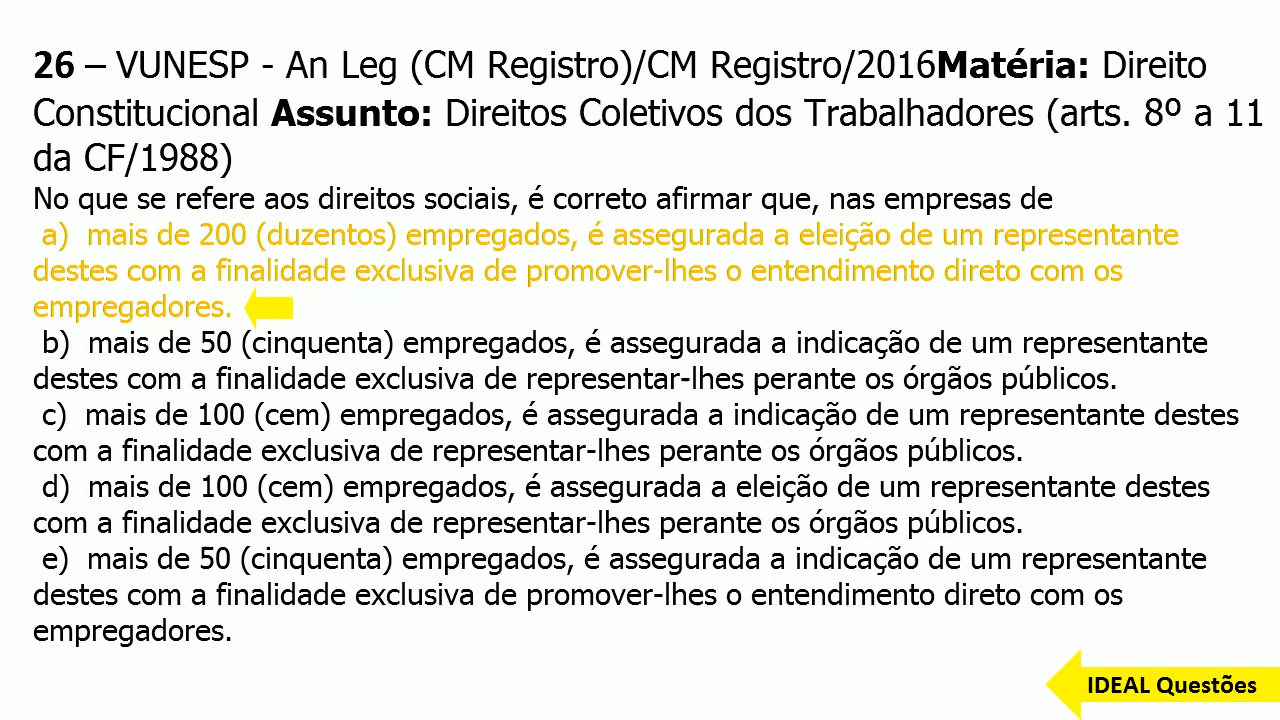 26 – VUNESP - An Leg (CM Registro)/CM Registro/2016Matéria: Direito
Constitucional Assunto: Direitos Coletivos dos Trabalhadores (arts. 8º a 11
da CF/1988)
No que se refere aos direitos sociais, é correto afirmar que, nas empresas de
a) mais de 200 (duzentos) empregados, é assegurada a eleição de um representante
destes com a finalidade exclusiva de promover-lhes o entendimento direto com os
empregadores.
b) mais de 50 (cinquenta) empregados, é assegurada a indicação de um representante
destes com a finalidade exclusiva de representar-lhes perante os órgãos públicos.
c) mais de 100 (cem) empregados, é assegurada a indicação de um representante destes
com a finalidade exclusiva de representar-lhes perante os órgãos públicos.
d) mais de 100 (cem) empregados, é assegurada a eleição de um representante destes
com a finalidade exclusiva de representar-lhes perante os órgãos públicos.
e) mais de 50 (cinquenta) empregados, é assegurada a indicação de um representante
destes com a finalidade exclusiva de promover-lhes o entendimento direto com os
empregadores.
IDEAL Questões